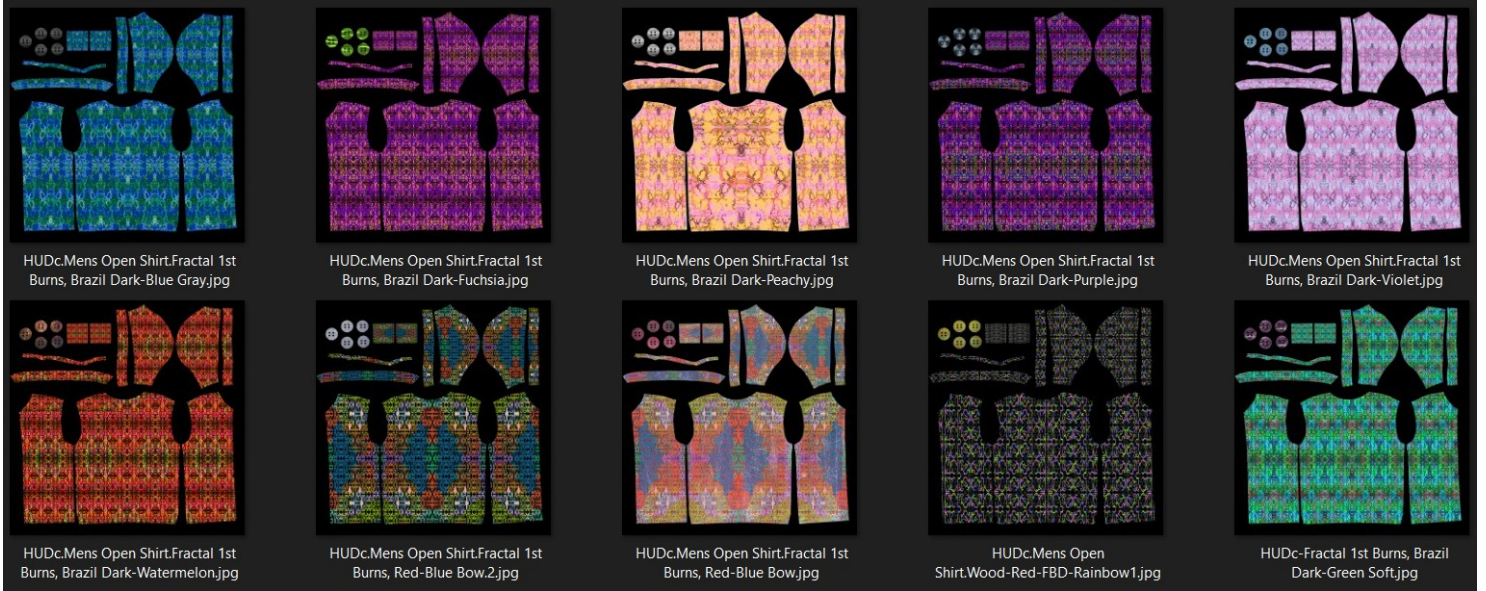 HUDc.Mens Open Shirt.Fractal 1st
Burns, Brazil Dark-Blue Gray.jpg
HUDc.Mens Open Shirt.Fractal 1st
Burns, Brazil Dark-Fuchsia.jpg
HUDc.Mens Open Shirt.Fractal 1st
Burns, Brazil Dark-Peachy.jpg
HUDc.Mens Open Shirt.Fractal 1st
Burns, Brazil Dark-Purple.jpg
HUDc.Mens Open Shirt.Fractal 1st
Burns, Brazil Dark-Violet.jpg
HUDc.Mens Open Shirt.Fractal 1st
Burns, Brazil Dark-Watermelon.jpg
HUDc.Mens Open Shirt.Fractal 1st
Burns, Red-Blue Bow.2.jpg
HUDc.Mens Open Shirt.Fractal 1st
Burns, Red-Blue Bow.jpg
HUDc.Mens Open
Shirt.Wood-Red-FBD-Rainbow1.jpg
HUDc-Fractal 1st Burns, Brazil
Dark-Green Soft.jpg